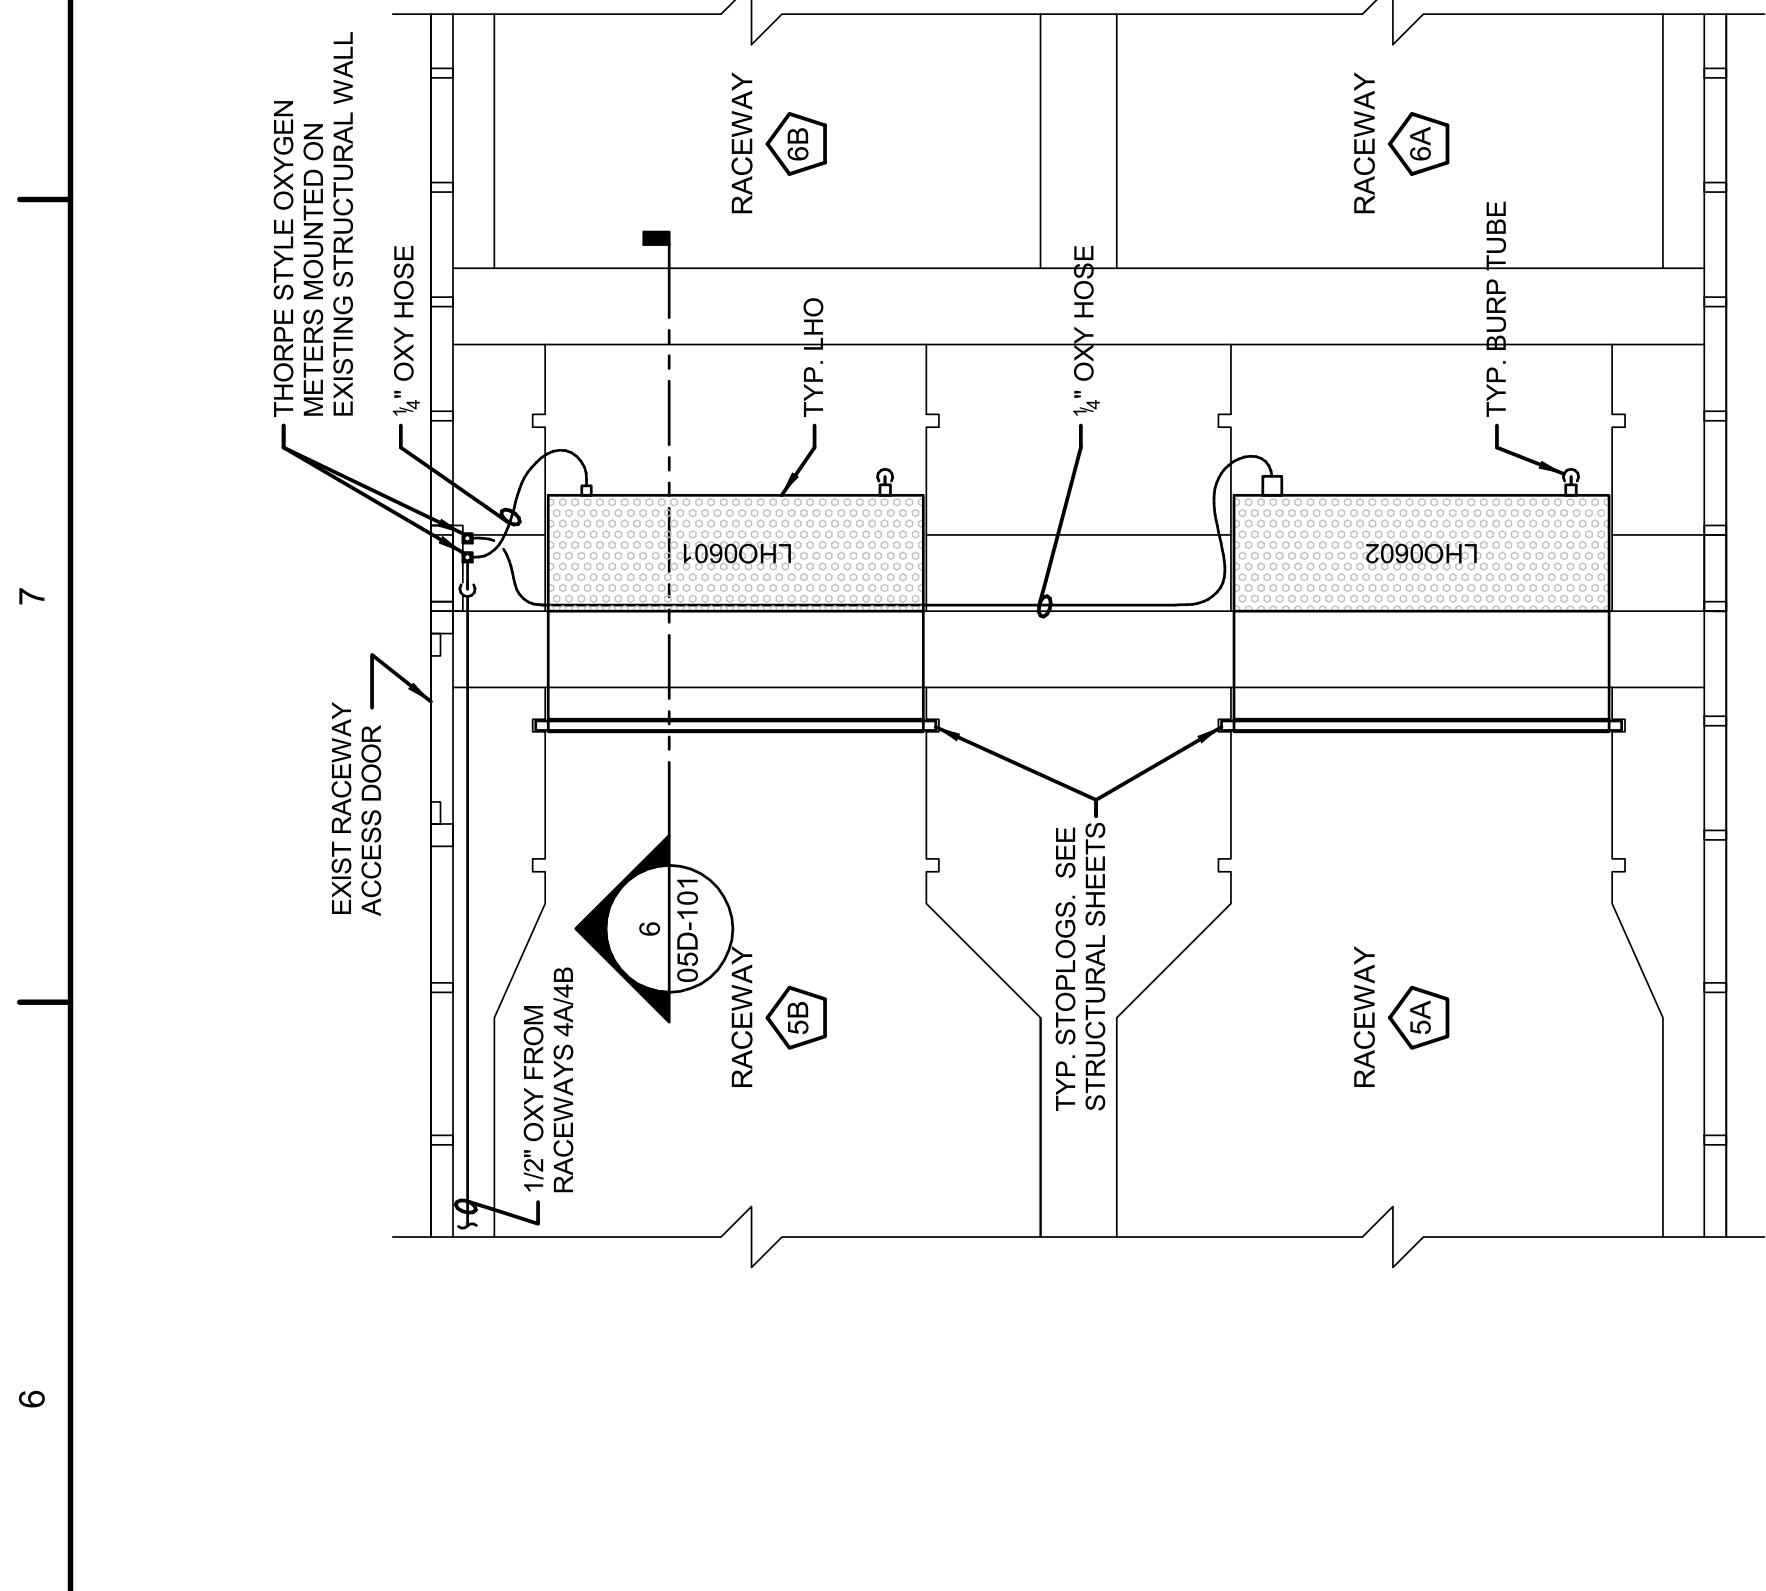 7
6
THORPE STYLE OXYGEN
METERS MOUNTED ON
EXISTING STRUCTURAL WALL
¼" OXY HOSE
EXIST RACEWAY
ACCESS DOOR
1/2" OXY FROM
RACEWAYS 4A/4B
6
05D-101
RACEWAY
6B
RACEWAY
5B
TYP. LHO
LHO0601
¼" OXY HOSE
TYP. STOPLOGS.  SEE
STRUCTURAL SHEETS
RACEWAY
6A
RACEWAY
5A
LHO0602
TYP. BURP TUBE